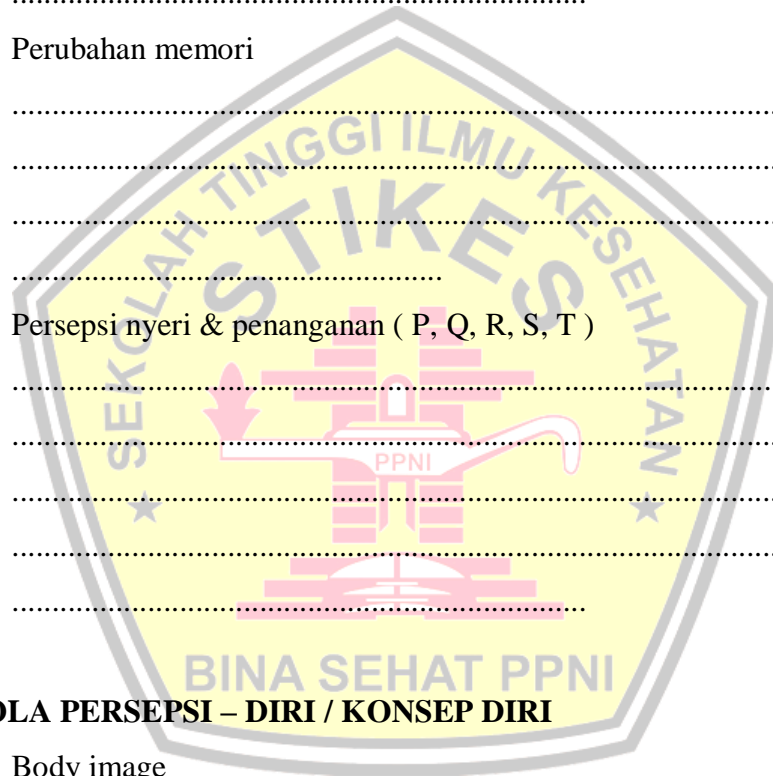 ..........................................................................
Perubahan memori
....................................................................................................
....................................................................................................
....................................................................................................
......................................................
Persepsi nyeri & penanganan ( P, Q, R, S, T )
....................................................................................................
....................................................................................................
....................................................................................................
....................................................................................................
........................................................................
OLA PERSEPSI – DIRI / KONSEP DIRI
Body image
SEKOLAH TINGGI ILMU KESEHATAN
STIKES
PPNI
BINA SEHAT PPNI